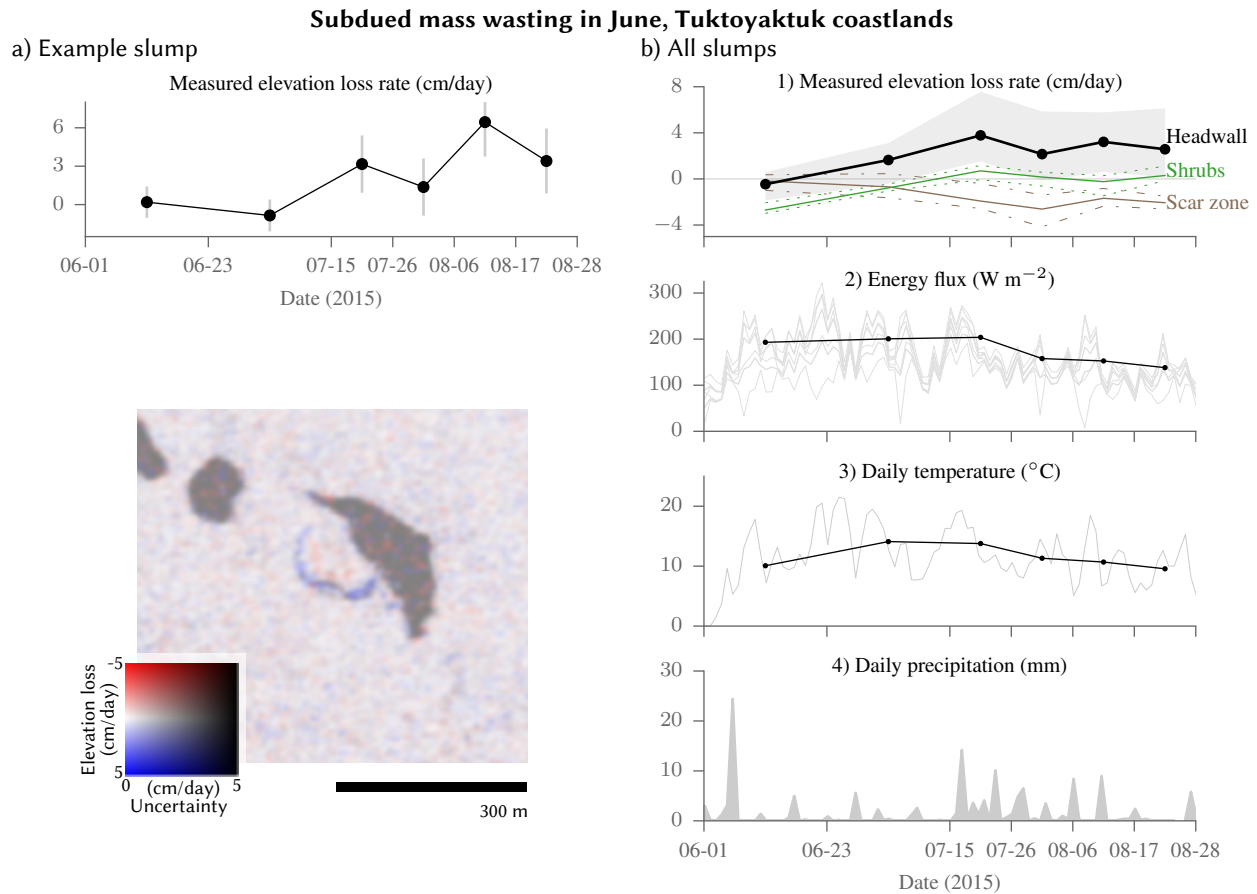 Subdued mass wasting in June, Tuktoyaktuk coastlands
a) Example slump
Measured elevation loss rate (cm/day)
6
3
0
06-01 06-23 07-15 07-26 08-06 08-17 08-28
Date (2015)
-5
Elevation loss
(cm/day)
5
0 (cm/day) 5
Uncertainty
300 m
b) All slumps
1) Measured elevation loss rate (cm/day)
8
4
0
−4
Headwall
Shrubs
Scar zone
2) Energy flux (W m−2)
300
200
100
0
3) Daily temperature (°C)
20
10
0
4) Daily precipitation (mm)
30
20
10
0
06-01 06-23 07-15 07-26 08-06 08-17 08-28
Date (2015)